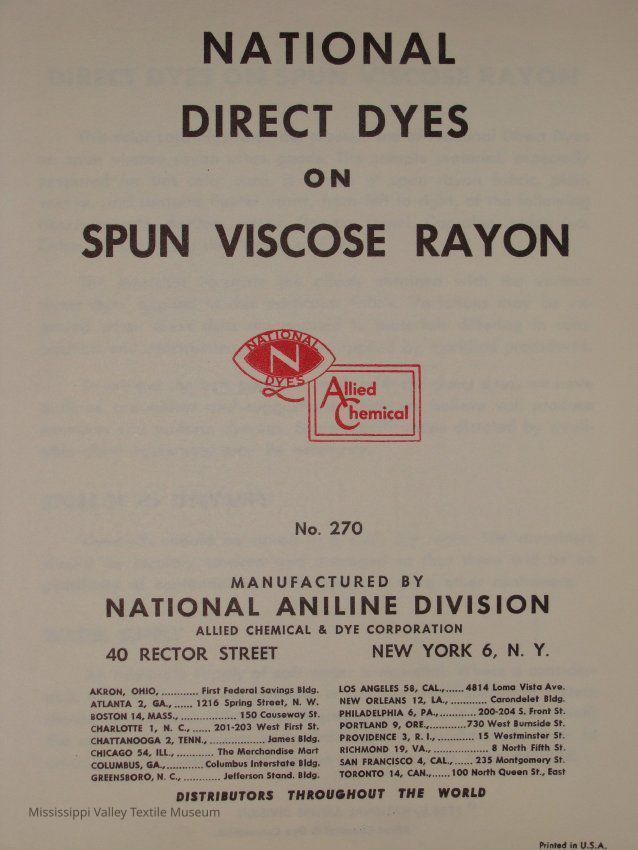 NATIONAL
DIRECT DYES
ON
SPUN VISCOSE RAYON
NATIONAL
N
DYES
Allied
Chemical
No. 270
MANUFACTURED BY
NATIONAL ANILINE DIVISION
ALLIED CHEMICAL & DYE CORPORATION
40 RECTOR STREET NEW YORK 6, N. Y.
AKRON, OHIO, ............ First Federal Savings Bldg.
ATLANTA 2, GA., ...... 1216 Spring Street, N. W.
BOSTON 14, MASS., .............. 150 Causeway St.
CHARLOTTE 1, N. C., ..... 201-203 West First St.
CHATTANOOGA 2, TENN., .............. James Bldg.
CHICAGO 54, ILL., ........... The Merchandise Mart
COLUMBUS, GA., ....... Columbus Interstate Bldg.
GREENSBORO, N. C., ......... Jefferson Stand. Bldg.
LOS ANGELES 58, CAL., ..... 4814 Loma Vista Ave.
NEW ORLEANS 12, LA., ........... Carondelet Bldg.
PHILADELPHIA 6, PA., .......... 200-204 S. Front St.
PORTLAND 9, ORE., .......... 730 West Burnside St.
PROVIDENCE 3, R. I., ............ 15 Westminster St.
RICHMOND 19, VA., ................ 8 North Fifth St.
SAN FRANCISCO 4, CAL., ..... 235 Montgomery St.
TORONTO 14, CAN., ..... 100 North Queen St., East
DISTRIBUTORS THROUGHOUT THE WORLD
Mississippi Valley Textile Museum
Printed in U.S.A.